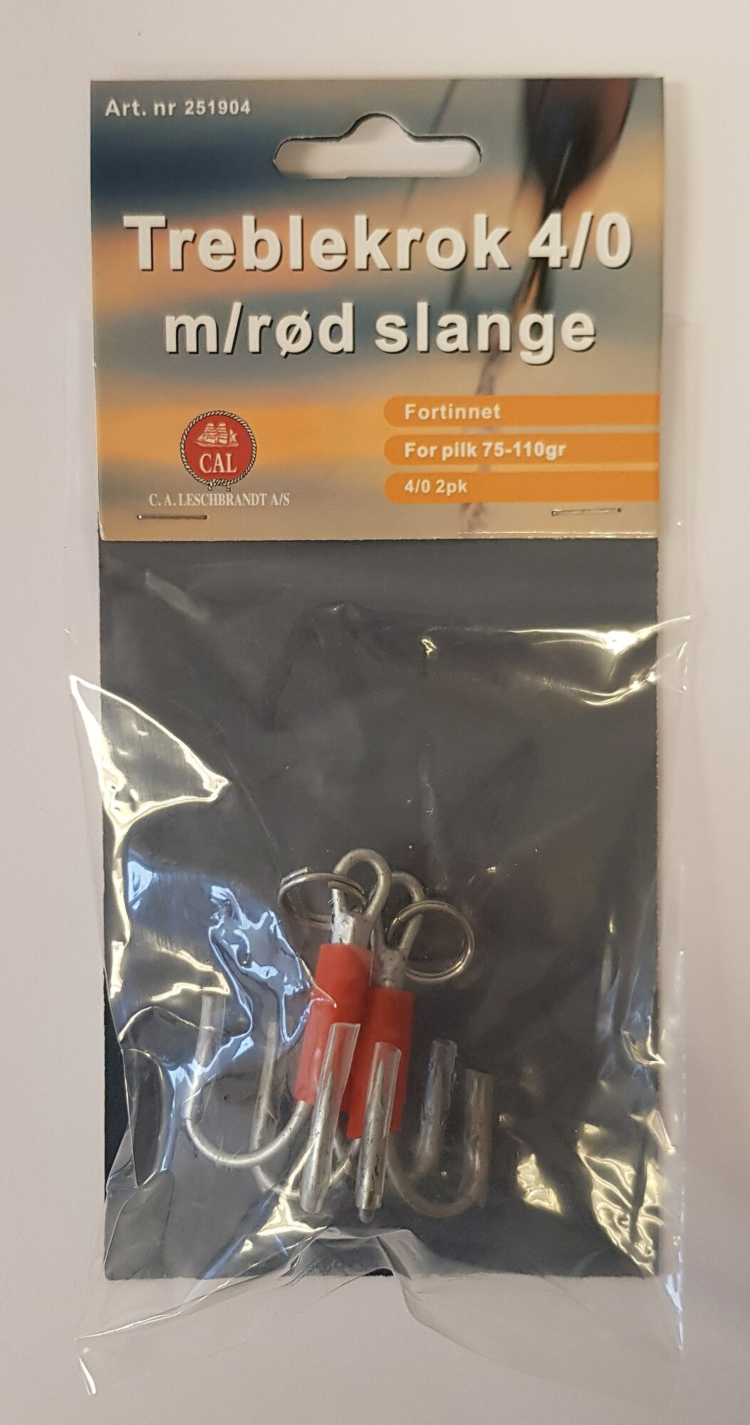 Art. nr 251904
Treblekrok 4/0
m/rød slange
Fortinnet
For pilk 75-110gr
4/0 2pk
CAL
C. A. LESCHBRANDT A/S